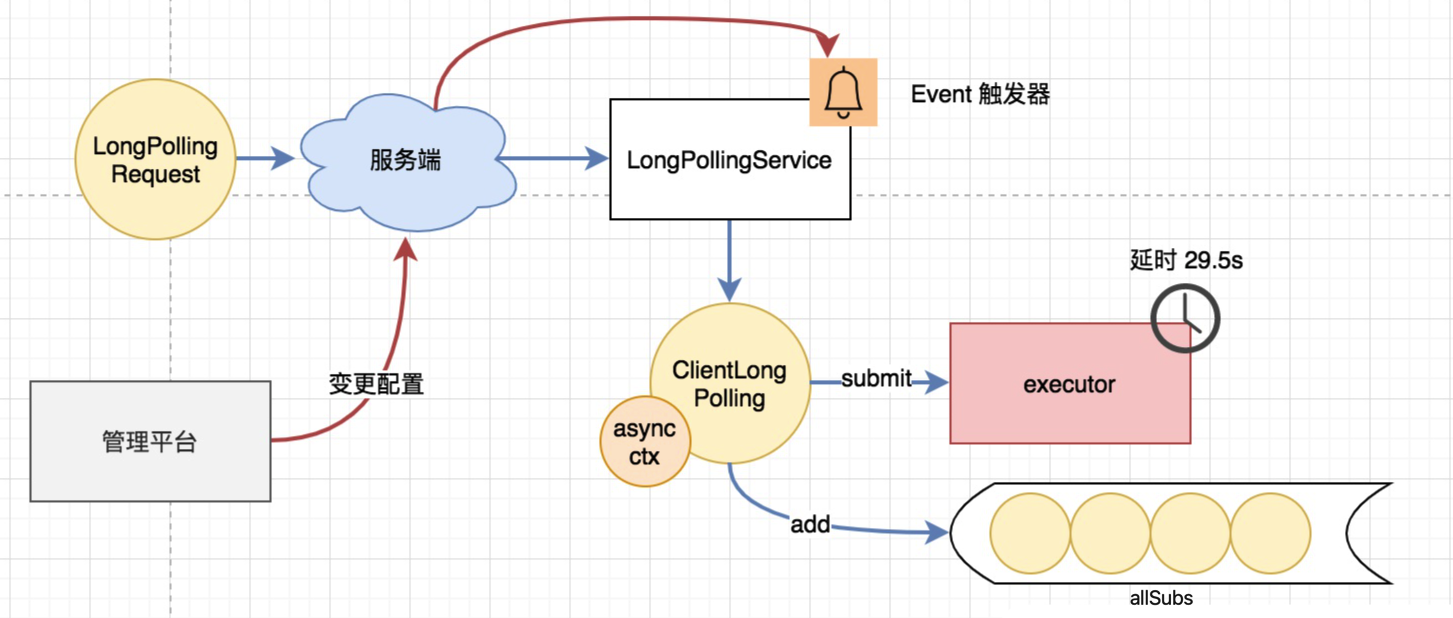 Event 触发器
LongPolling
Request
服务端
LongPollingService
延时 29.5s
变更配置
ClientLong
Polling
submit
executor
管理平台
async
ctx
add
allSubs